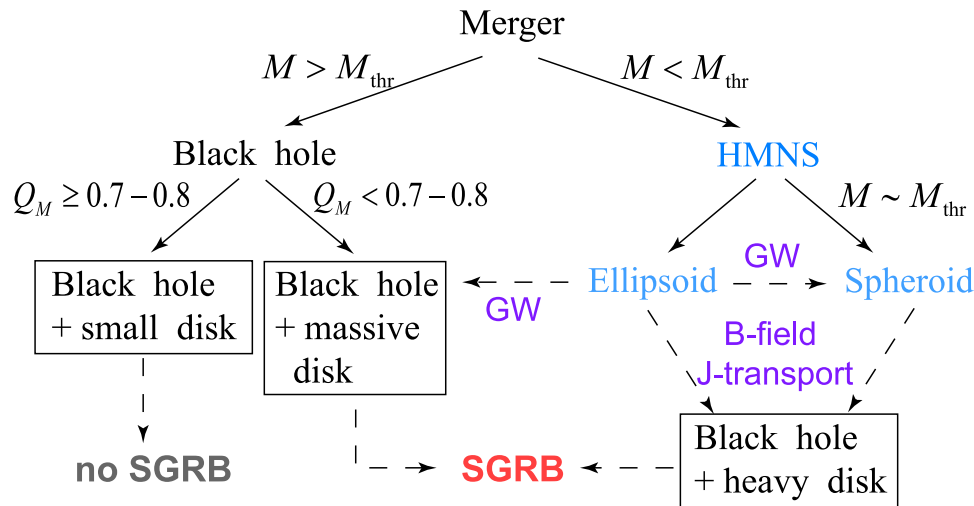 Merger
M > M_thr
M < M_thr
Black hole
HMNS
Q_M ≥ 0.7 – 0.8
Q_M < 0.7 – 0.8
M ~ M_thr
Black hole
+ small disk
Black hole
+ massive
disk
GW
Ellipsoid
GW
Spheroid
B-field
J-transport
no SGRB
SGRB
Black hole
+ heavy disk